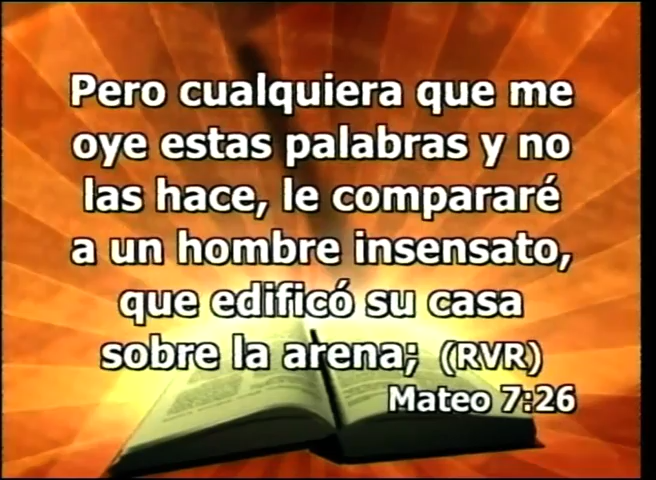 Pero cualquiera que me
oye estas palabras y no
las hace, le compararé
a un hombre insensato,
que edificó su casa
sobre la arena; (RVR)
Mateo 7:26